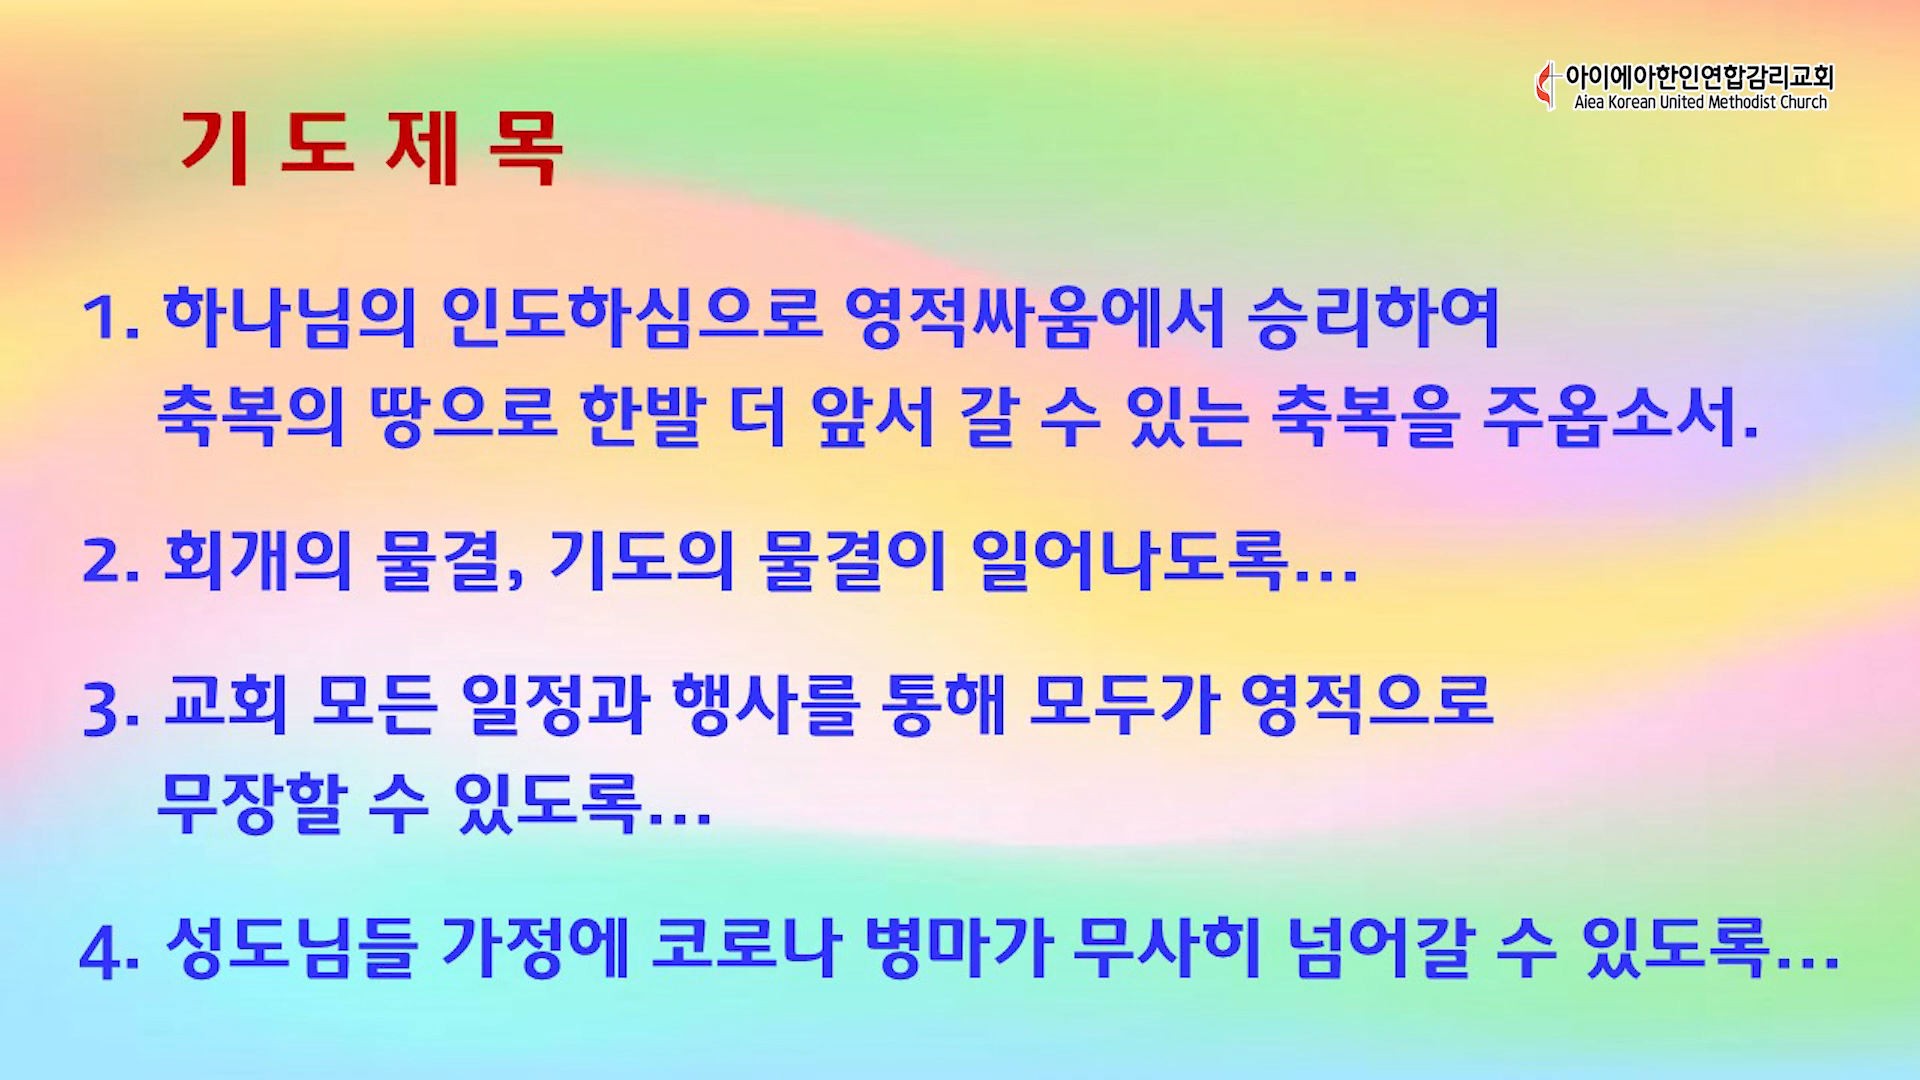 아이에아한인연합감리교회
Aiea Korean United Methodist Church
기도제목
1. 하나님의 인도하심으로 영적싸움에서 승리하여
축복의 땅으로 한발 더 앞서 갈 수 있는 축복을 주옵소서.
2. 회개의 물결, 기도의 물결이 일어나도록...
3. 교회 모든 일정과 행사를 통해 모두가 영적으로
무장할 수 있도록...
4. 성도님들 가정에 코로나 병마가 무사히 넘어갈 수 있도록...